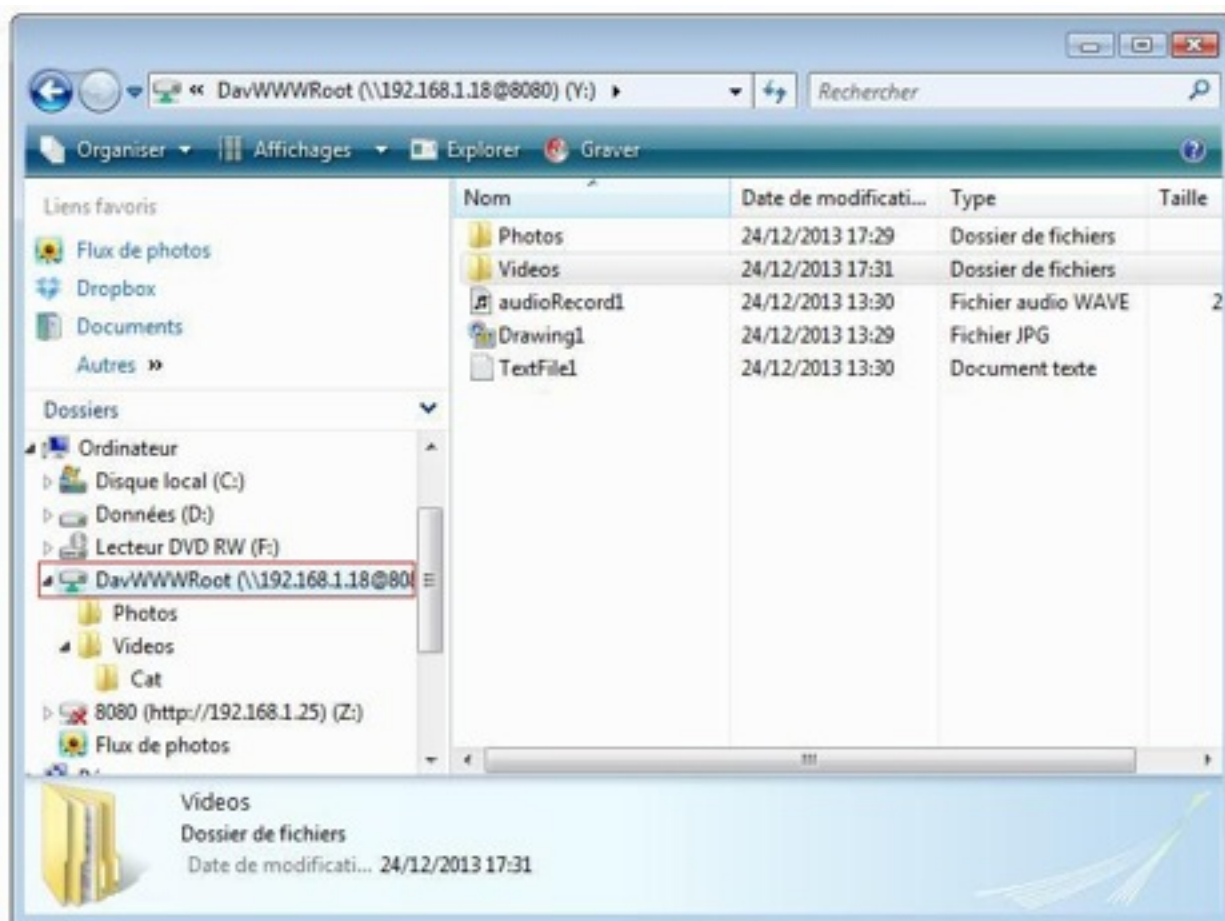 « DavWWWRoot (\\192.168.1.18@8080) (Y:)
Rechercher
Organiser Affichages Explorer Graver
Liens favoris
Flux de photos
Dropbox
Documents
Autres »
Dossiers
Ordinateur
Disque local (C:)
Données (D:)
Lecteur DVD RW (F:)
DavWWWRoot (\\192.168.1.18@80
Photos
Videos
Cat
8080 (http://192.168.1.25) (Z:)
Flux de photos
Nom Date de modificati... Type Taille
Photos 24/12/2013 17:29 Dossier de fichiers
Videos 24/12/2013 17:31 Dossier de fichiers
audioRecord1 24/12/2013 13:30 Fichier audio WAVE 2
Drawing1 24/12/2013 13:29 Fichier JPG
TextFile1 24/12/2013 13:30 Document texte
Videos
Dossier de fichiers
Date de modificati... 24/12/2013 17:31